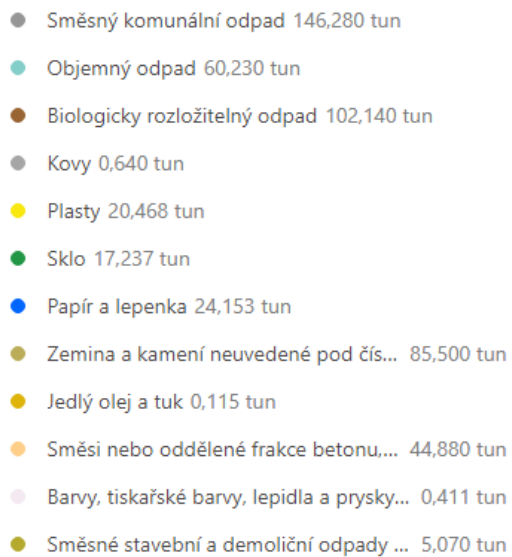 Směsný komunální odpad 146,280 tun
Objemný odpad 60,230 tun
Biologicky rozložitelný odpad 102,140 tun
Kovy 0,640 tun
Plasty 20,468 tun
Sklo 17,237 tun
Papír a lepenka 24,153 tun
Zemina a kamení neuvedené pod čís... 85,500 tun
Jedlý olej a tuk 0,115 tun
Směsi nebo oddělené frakce betonu,... 44,880 tun
Barvy, tiskařské barvy, lepidla a prysky... 0,411 tun
Směsné stavební a demoliční odpady ... 5,070 tun